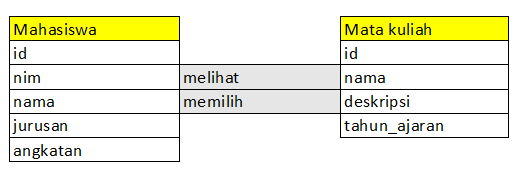 Mahasiswa Mata kuliah
id id
nim melihat nama
nama memilih deskripsi
jurusan tahun_ajaran
angkatan